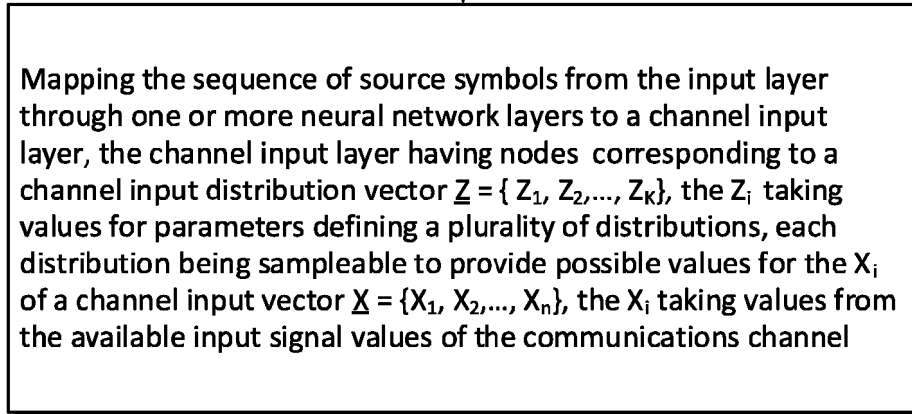 Mapping the sequence of source symbols from the input layer
through one or more neural network layers to a channel input
layer, the channel input layer having nodes corresponding to a
channel input distribution vector Z = { Z₁, Z₂,..., Zₖ}, the Zᵢ taking
values for parameters defining a plurality of distributions, each
distribution being sampleable to provide possible values for the Xᵢ
of a channel input vector X = {X₁, X₂,..., Xₙ}, the Xᵢ taking values from
the available input signal values of the communications channel